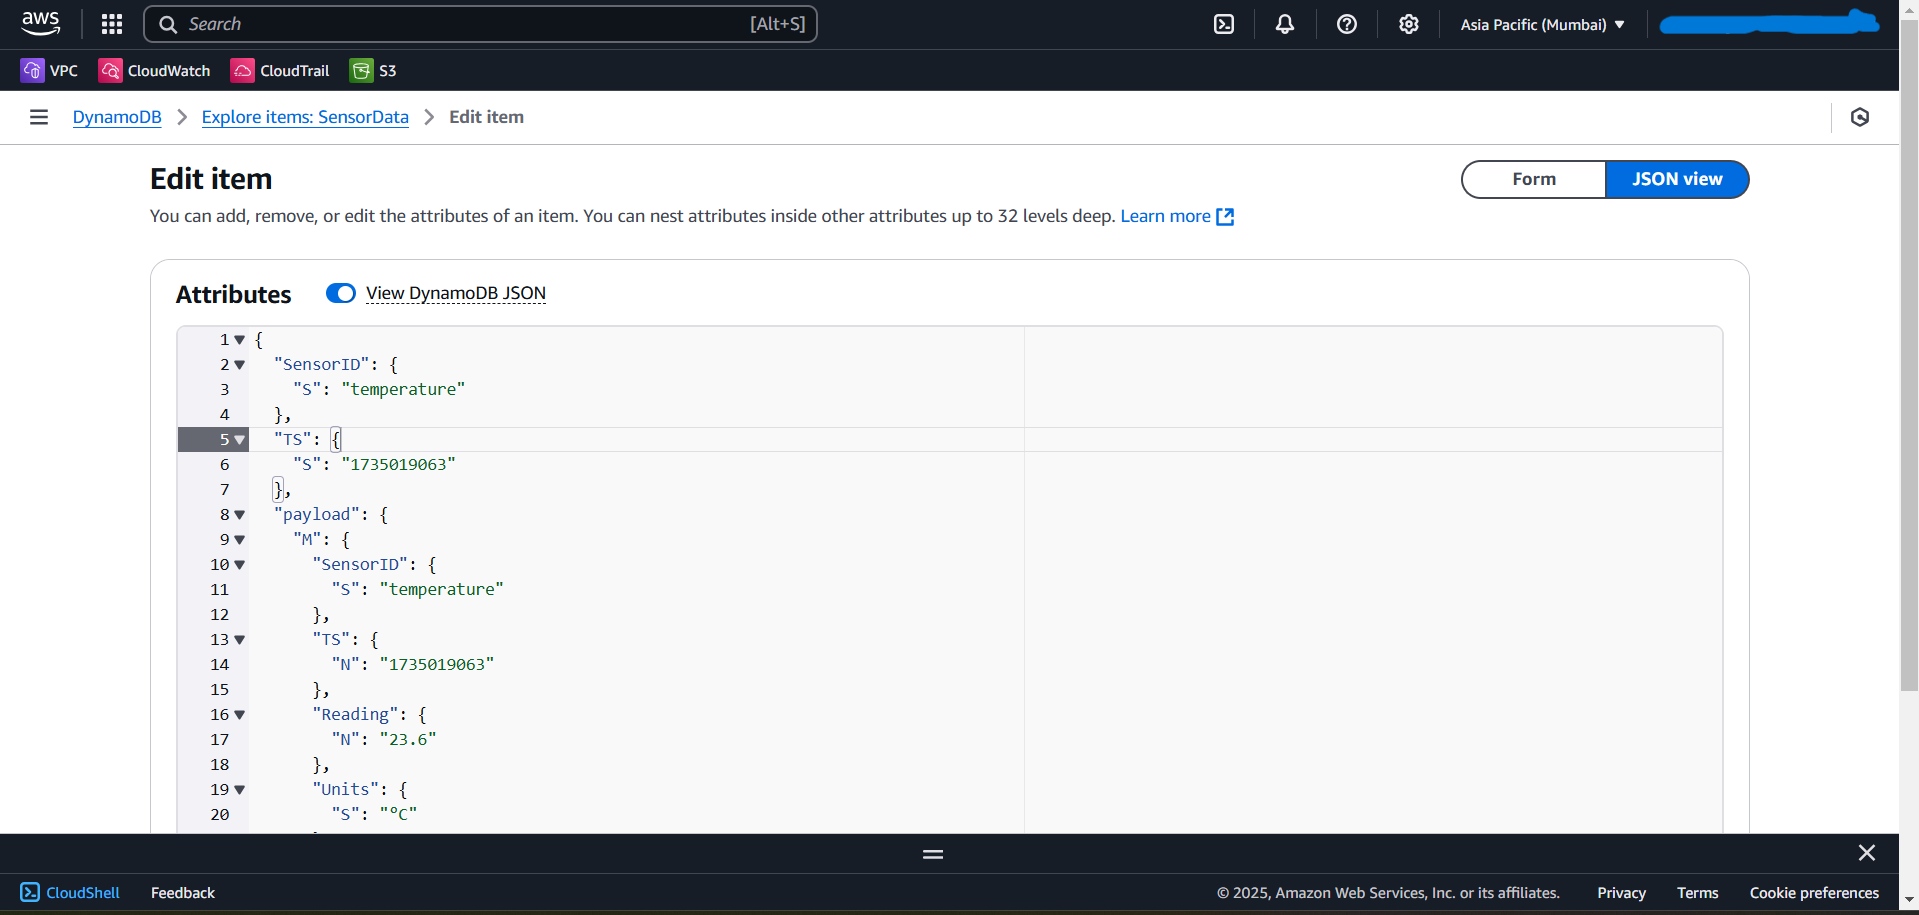 aws
Search [Alt+S]
Asia Pacific (Mumbai)
VPC CloudWatch CloudTrail S3
DynamoDB Explore items: SensorData Edit item
Edit item
Form JSON view
You can add, remove, or edit the attributes of an item. You can nest attributes inside other attributes up to 32 levels deep. Learn more
Attributes View DynamoDB JSON
1 {
2 "SensorID": {
3 "S": "temperature"
4 },
5 "TS": {
6 "S": "1735019063"
7 },
8 "payload": {
9 "M": {
10 "SensorID": {
11 "S": "temperature"
12 },
13 "TS": {
14 "N": "1735019063"
15 },
16 "Reading": {
17 "N": "23.6"
18 },
19 "Units": {
20 "S": "°C"
CloudShell Feedback © 2025, Amazon Web Services, Inc. or its affiliates. Privacy Terms Cookie preferences